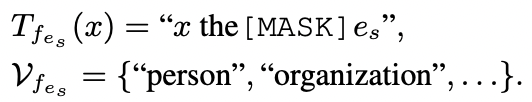 T_{f_{e_s}}(x) = “x the [MASK] e_s”,
V_{f_{e_s}} = {“person”, “organization”, ...}.